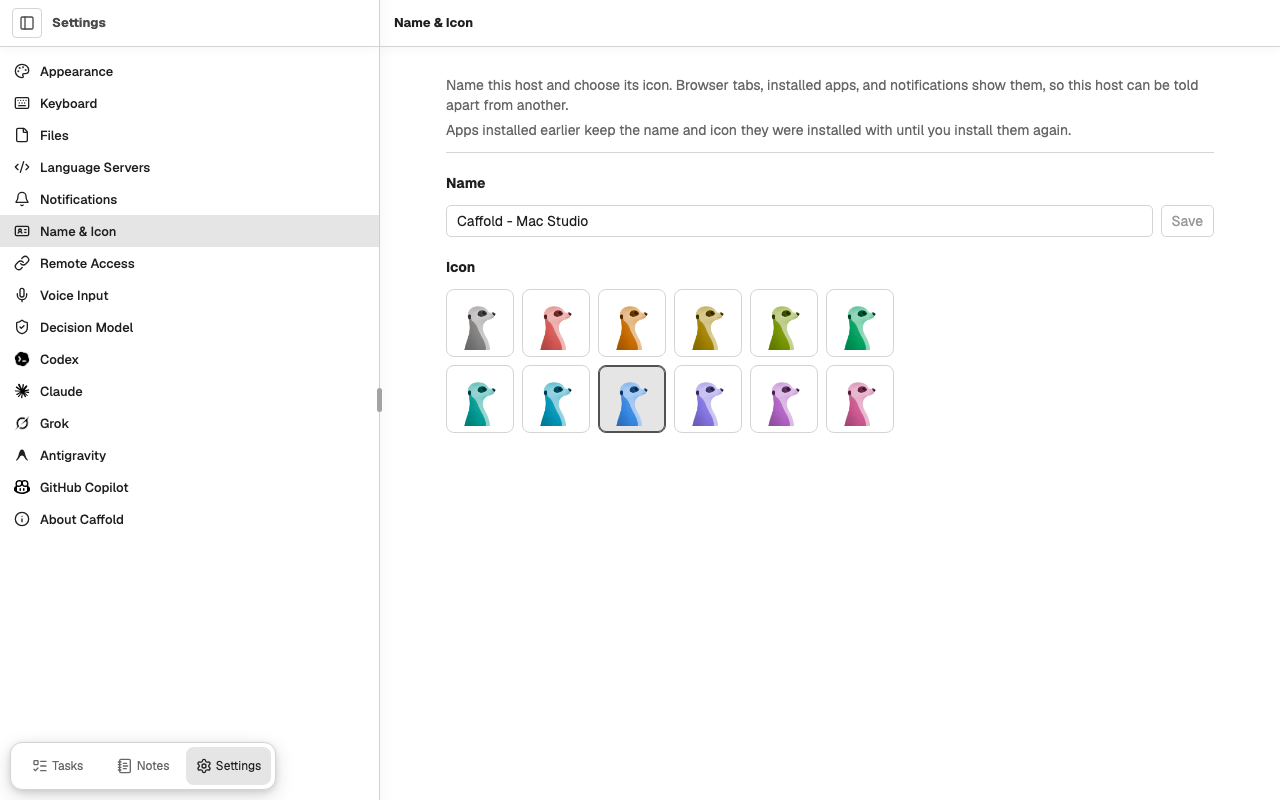 Settings
Name & Icon
Appearance
Keyboard
Files
Language Servers
Notifications
Name & Icon
Remote Access
Voice Input
Decision Model
Codex
Claude
Grok
Antigravity
GitHub Copilot
About Caffold
Name this host and choose its icon. Browser tabs, installed apps, and notifications show them, so this host can be told
apart from another.
Apps installed earlier keep the name and icon they were installed with until you install them again.
Name
Caffold - Mac Studio
Save
Icon
Tasks
Notes
Settings